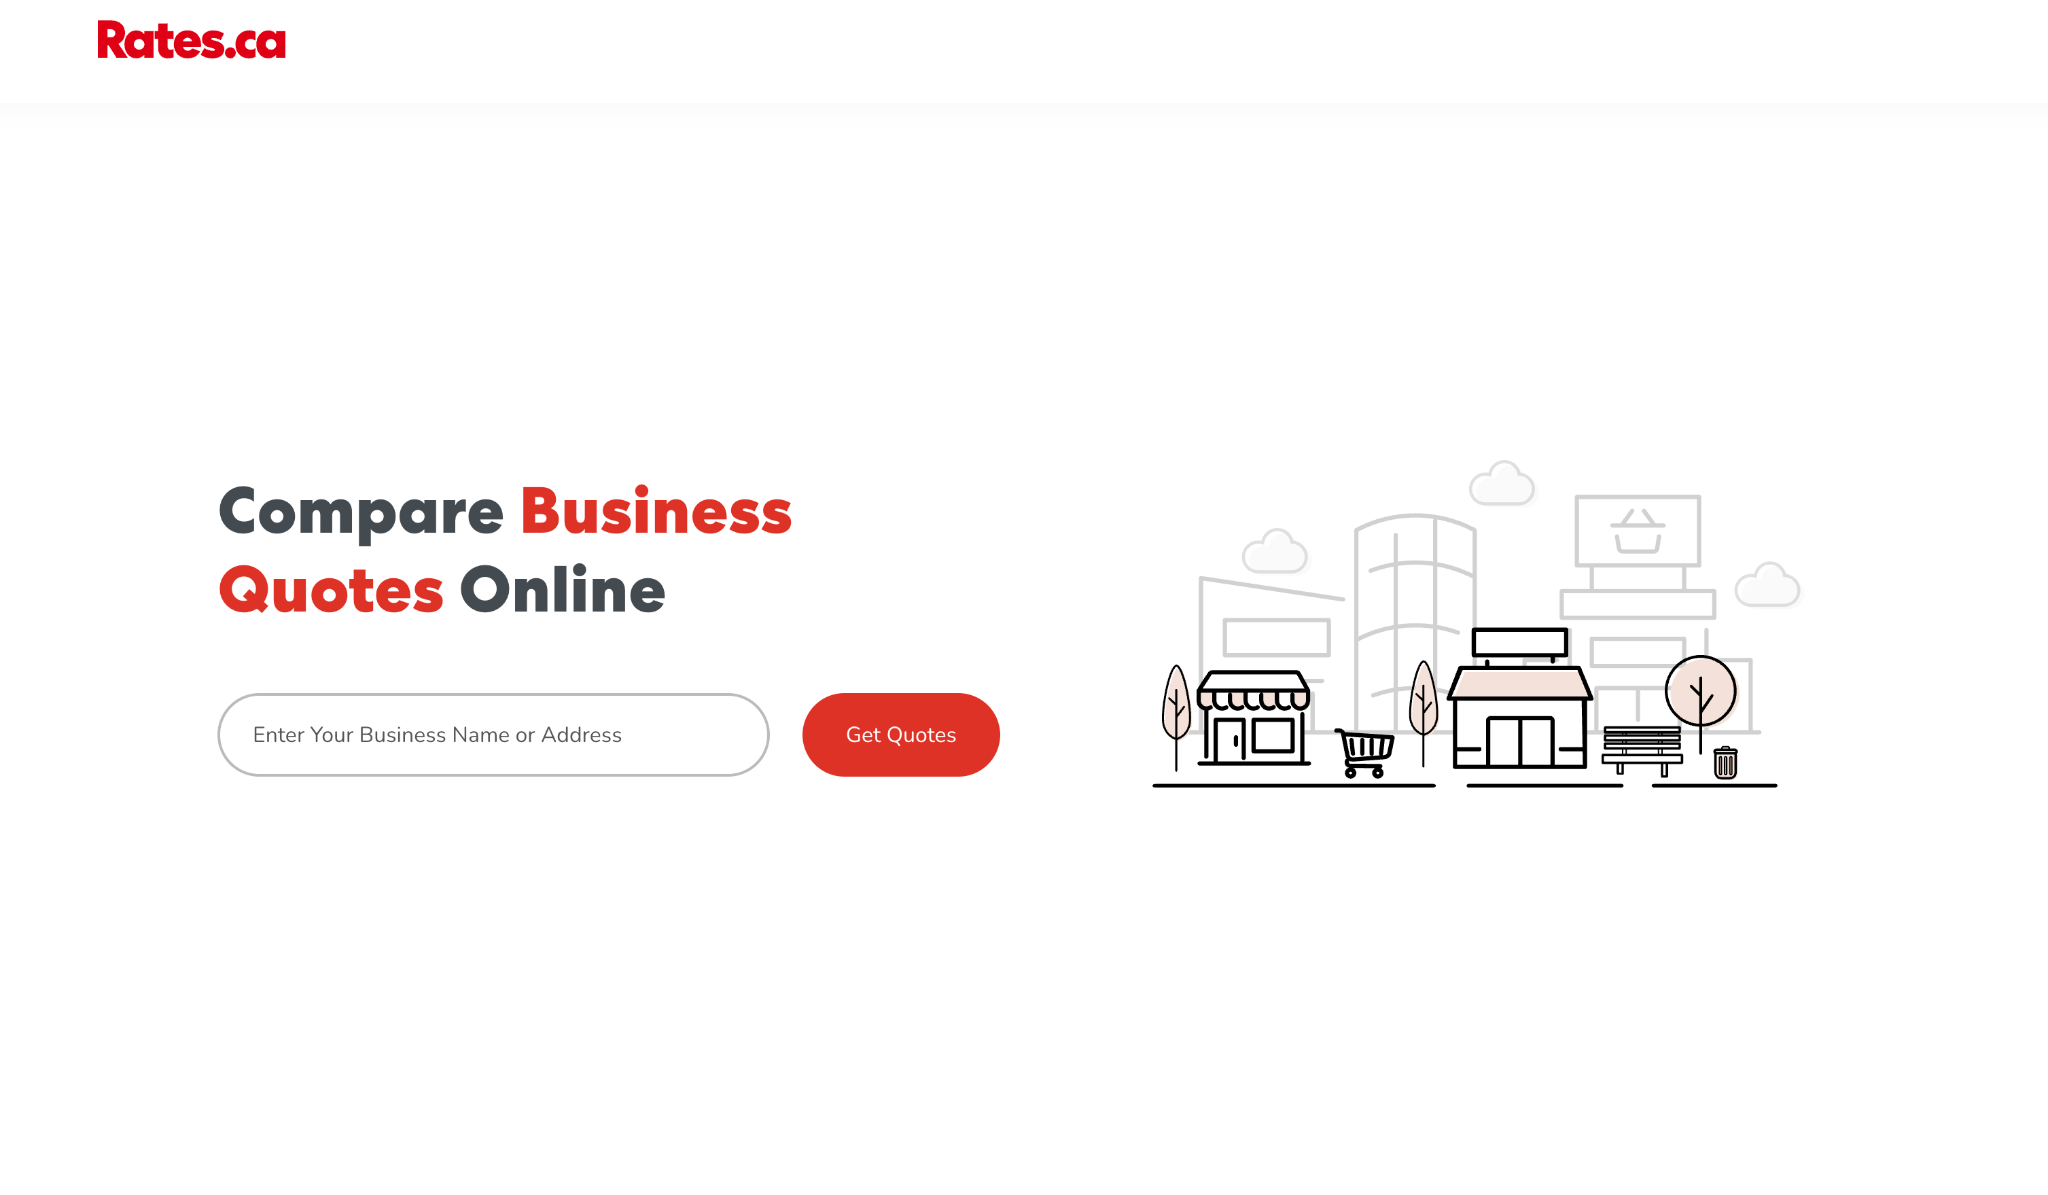 Rates.ca
Compare Business
Quotes Online
Enter Your Business Name or Address
Get Quotes